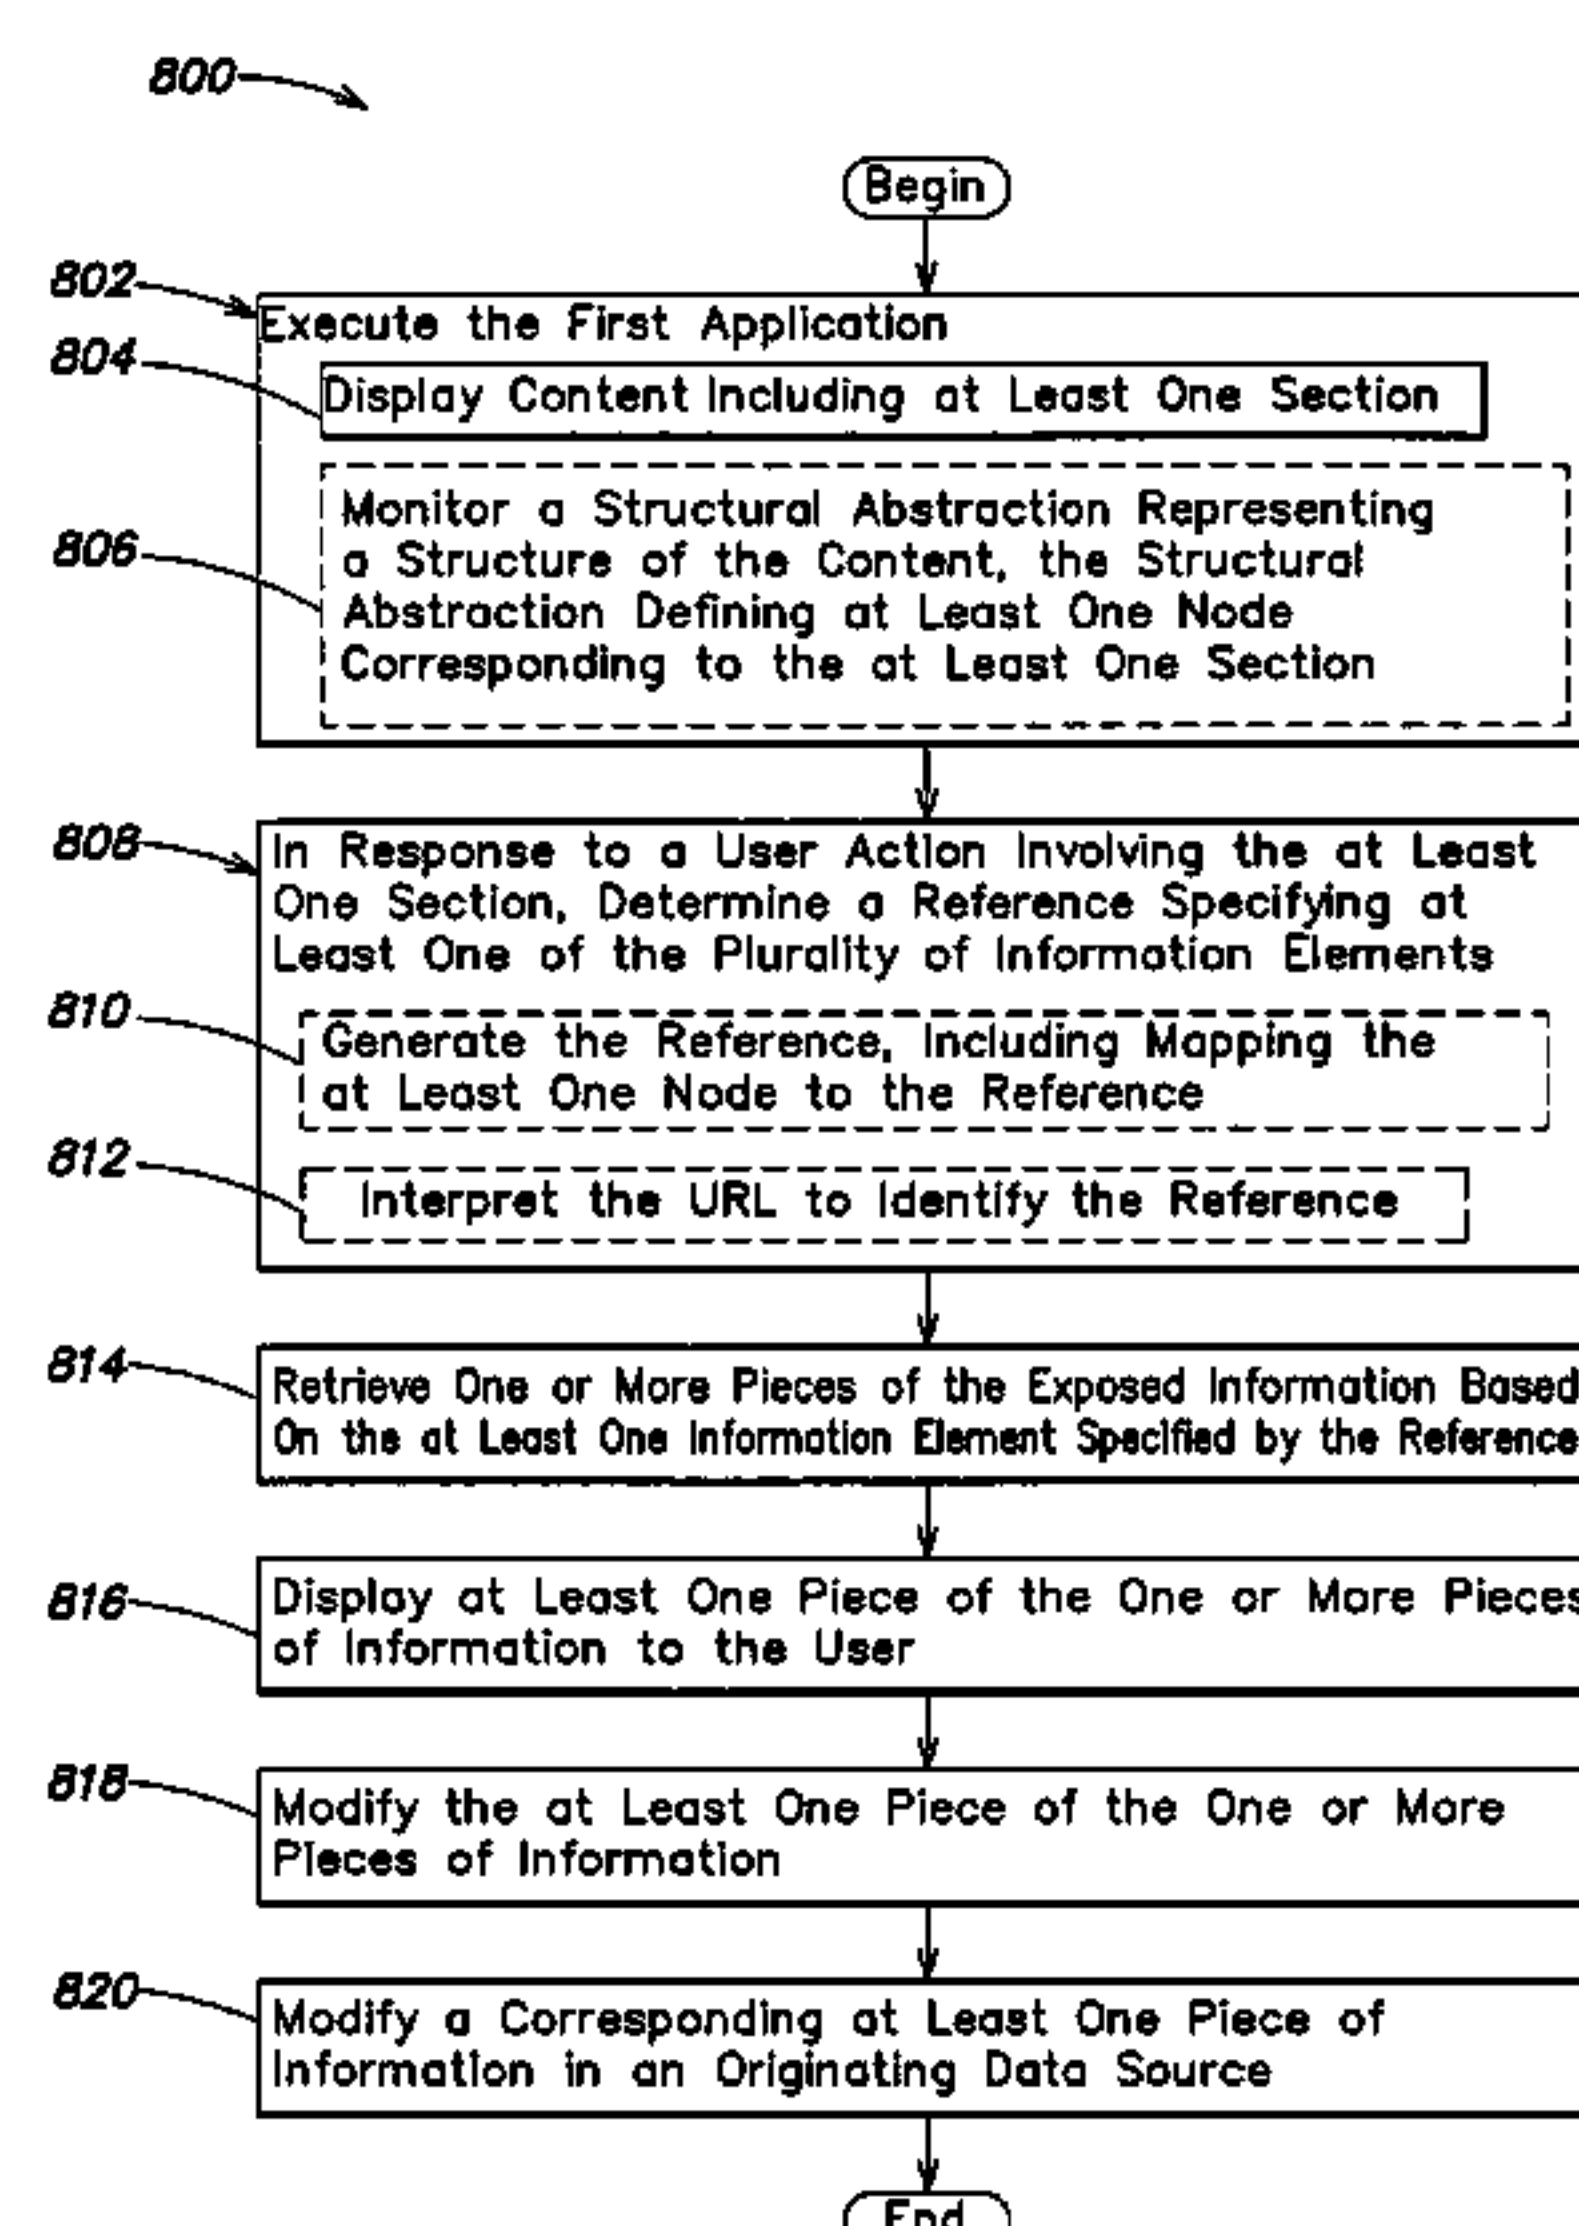 800
Begin
802
Execute the First Application
804
Display Content Including at Least One Section
806
Monitor a Structural Abstraction Representing
a Structure of the Content, the Structural
Abstraction Defining at Least One Node
Corresponding to the at Least One Section
808
In Response to a User Action Involving the at Least
One Section, Determine a Reference Specifying at
Least One of the Plurality of Information Elements
810
Generate the Reference, Including Mapping the
at Least One Node to the Reference
812
Interpret the URL to Identify the Reference
814
Retrieve One or More Pieces of the Exposed Information Based
On the at Least One Information Element Specified by the Reference
816
Display at Least One Piece of the One or More Pieces
of Information to the User
818
Modify the at Least One Piece of the One or More
Pieces of Information
820
Modify a Corresponding at Least One Piece of
Information in an Originating Data Source
End